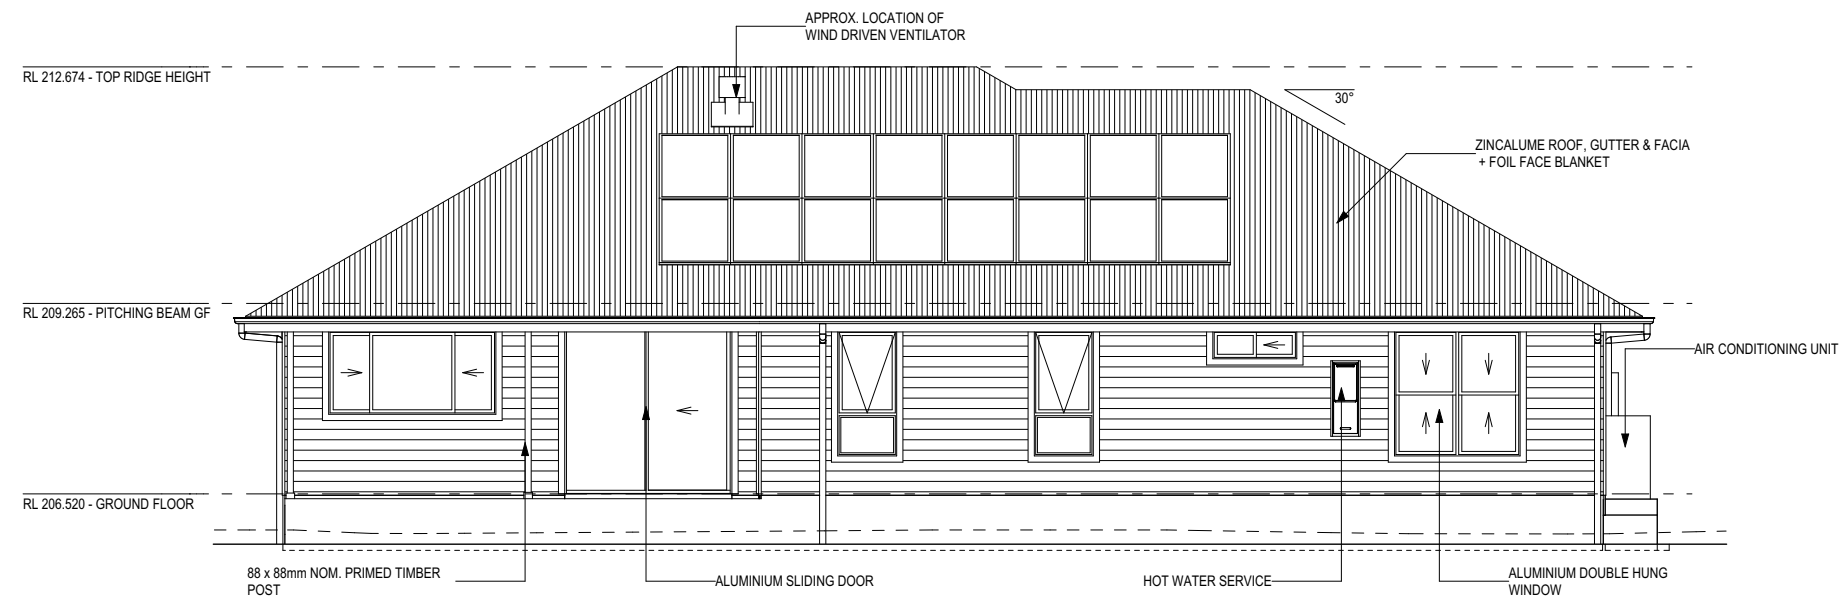 APPROX. LOCATION OF
WIND DRIVEN VENTILATOR
RL 212.674 - TOP RIDGE HEIGHT
30°
ZINCALUME ROOF, GUTTER & FACIA
+ FOIL FACE BLANKET
RL 209.265 - PITCHING BEAM GF
AIR CONDITIONING UNIT
RL 206.520 - GROUND FLOOR
88 x 88mm NOM. PRIMED TIMBER
POST
ALUMINIUM SLIDING DOOR
HOT WATER SERVICE
ALUMINIUM DOUBLE HUNG
WINDOW